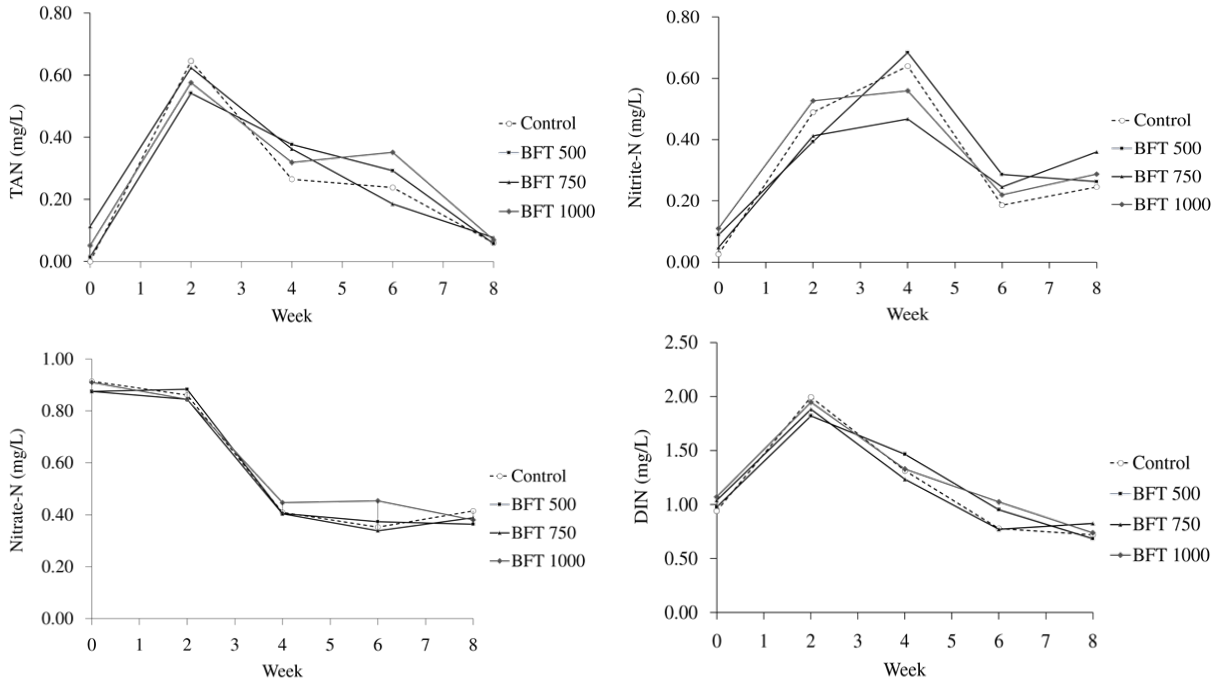 TAN (mg/L)
0.80
0.60
0.40
0.20
0.00
0 1 2 3 4 5 6 7 8
Week
Control
BFT 500
BFT 750
BFT 1000
Nitrite-N (mg/L)
0.80
0.60
0.40
0.20
0.00
0 1 2 3 4 5 6 7 8
Week
Control
BFT 500
BFT 750
BFT 1000
Nitrate-N (mg/L)
1.00
0.80
0.60
0.40
0.20
0.00
0 1 2 3 4 5 6 7 8
Week
Control
BFT 500
BFT 750
BFT 1000
DIN (mg/L)
2.50
2.00
1.50
1.00
0.50
0.00
0 1 2 3 4 5 6 7 8
Week
Control
BFT 500
BFT 750
BFT 1000